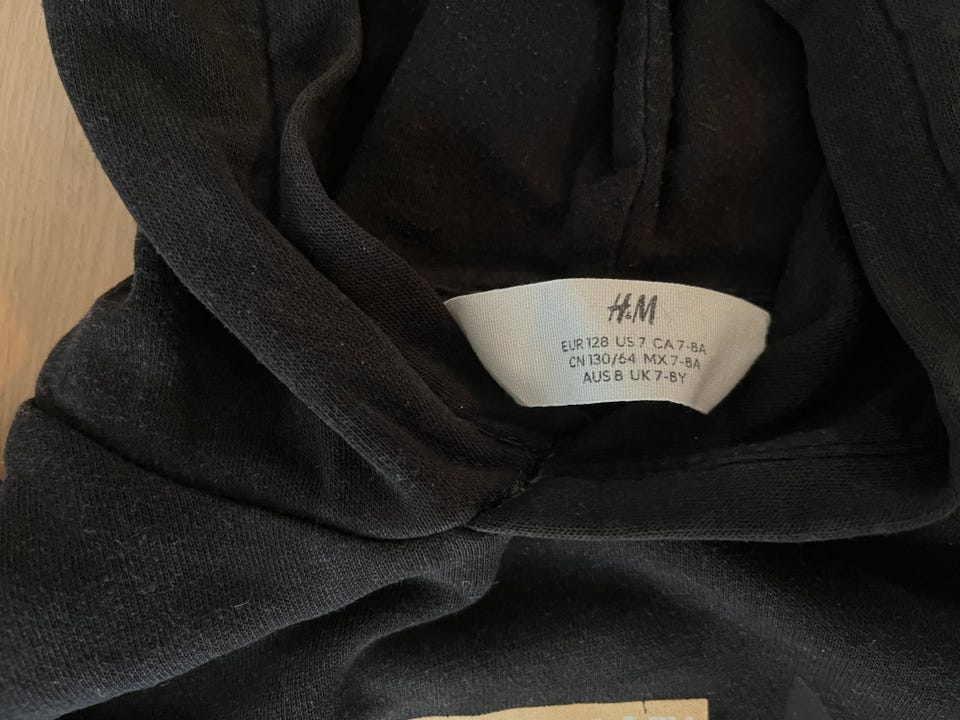 H&M
EUR 128 US 7 CA 7-8A
CN 130/64 MX 7-8A
AUS 8 UK 7-8Y